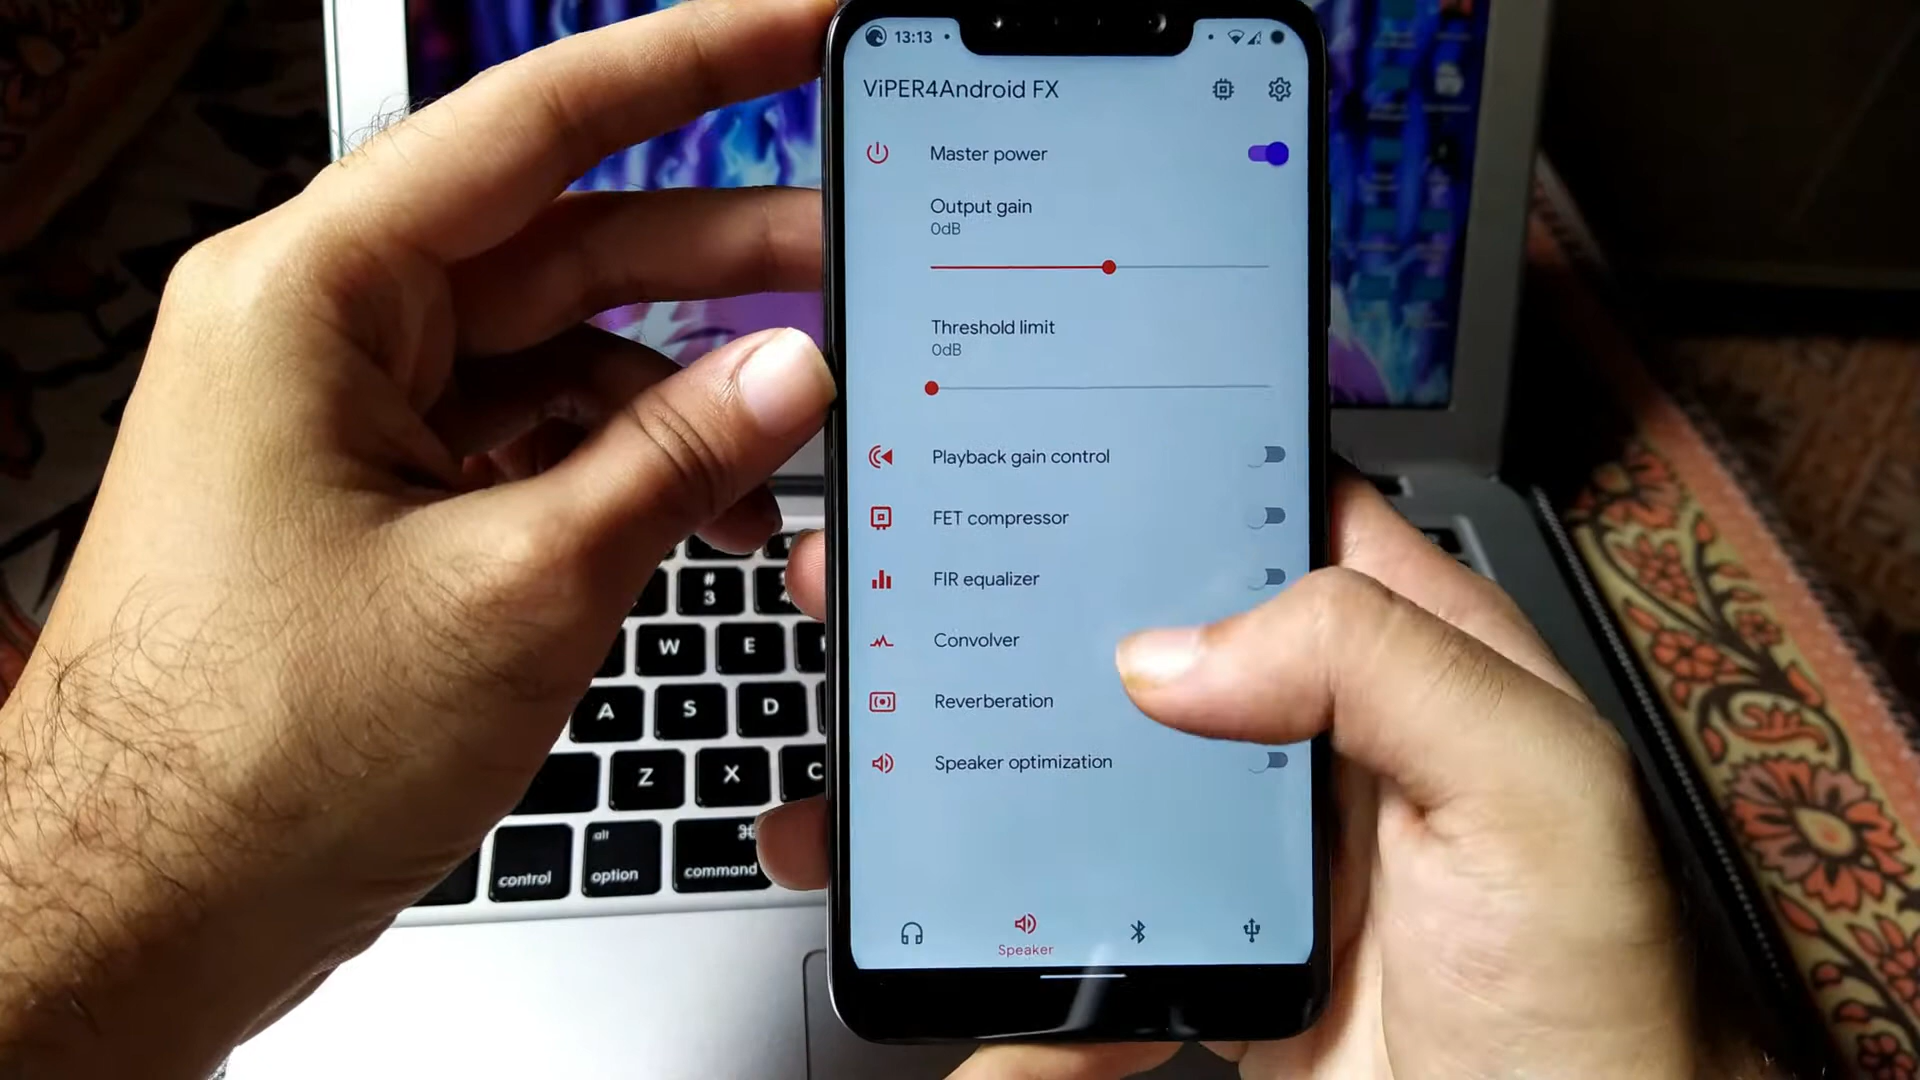 13:13
ViPER4Android FX
Master power
Output gain
0dB
Threshold limit
0dB
Playback gain control
FET compressor
FIR equalizer
Convolver
Reverberation
Speaker optimization
Speaker
#
3
W
E
A
S
D
Z
X
C
alt
⌘
control
option
command